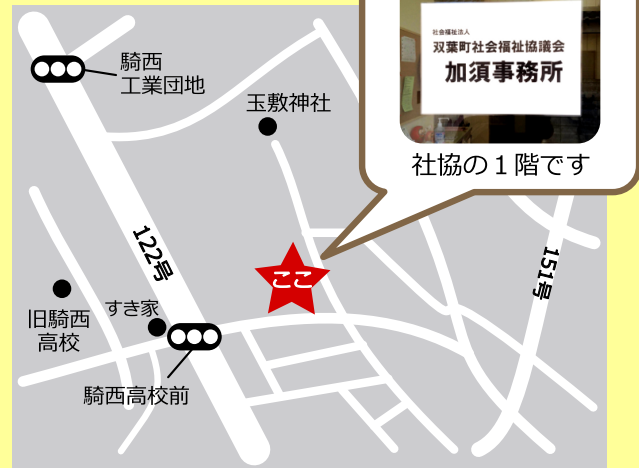 社会福祉法人
双葉町社会福祉協議会
加須事務所
社協の1階です
騎西
工業団地
玉敷神社
122号
151号
ここ
旧騎西
高校
すき家
騎西高校前